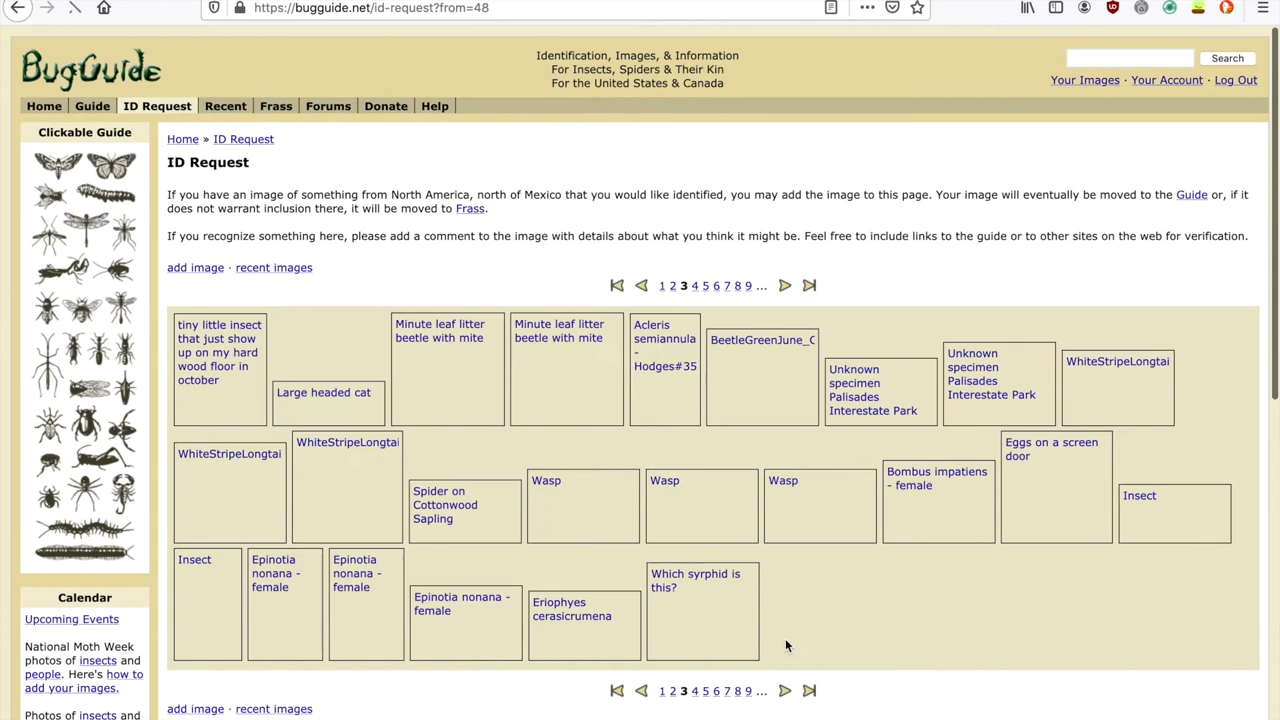 https://bugguide.net/id-request?from=48
BugGuide
Identification, Images, & Information
For Insects, Spiders & Their Kin
For the United States & Canada
Search
Your Images · Your Account · Log Out
Home Guide ID Request Recent Frass Forums Donate Help
Clickable Guide
Home » ID Request
ID Request
If you have an image of something from North America, north of Mexico that you would like identified, you may add the image to this page. Your image will eventually be moved to the Guide or, if it
does not warrant inclusion there, it will be moved to Frass.
If you recognize something here, please add a comment to the image with details about what you think it might be. Feel free to include links to the guide or to other sites on the web for verification.
add image · recent images
1 2 3 4 5 6 7 8 9 ...
tiny little insect
that just show
up on my hard
wood floor in
october
Large headed cat
Minute leaf litter
beetle with mite
Minute leaf litter
beetle with mite
Acleris
semiannula
-
Hodges#35
BeetleGreenJune_C
Unknown
specimen
Palisades
Interestate Park
Unknown
specimen
Palisades
Interestate Park
WhiteStripeLongtai
WhiteStripeLongtai
WhiteStripeLongtai
Spider on
Cottonwood
Sapling
Wasp
Wasp
Wasp
Bombus impatiens
- female
Eggs on a screen
door
Insect
Insect
Epinotia
nonana -
female
Epinotia
nonana -
female
Epinotia nonana -
female
Eriophyes
cerasicrumena
Which syrphid is
this?
1 2 3 4 5 6 7 8 9 ...
add image · recent images
Calendar
Upcoming Events
National Moth Week
photos of insects and
people. Here's how to
add your images.
Photos of insects and